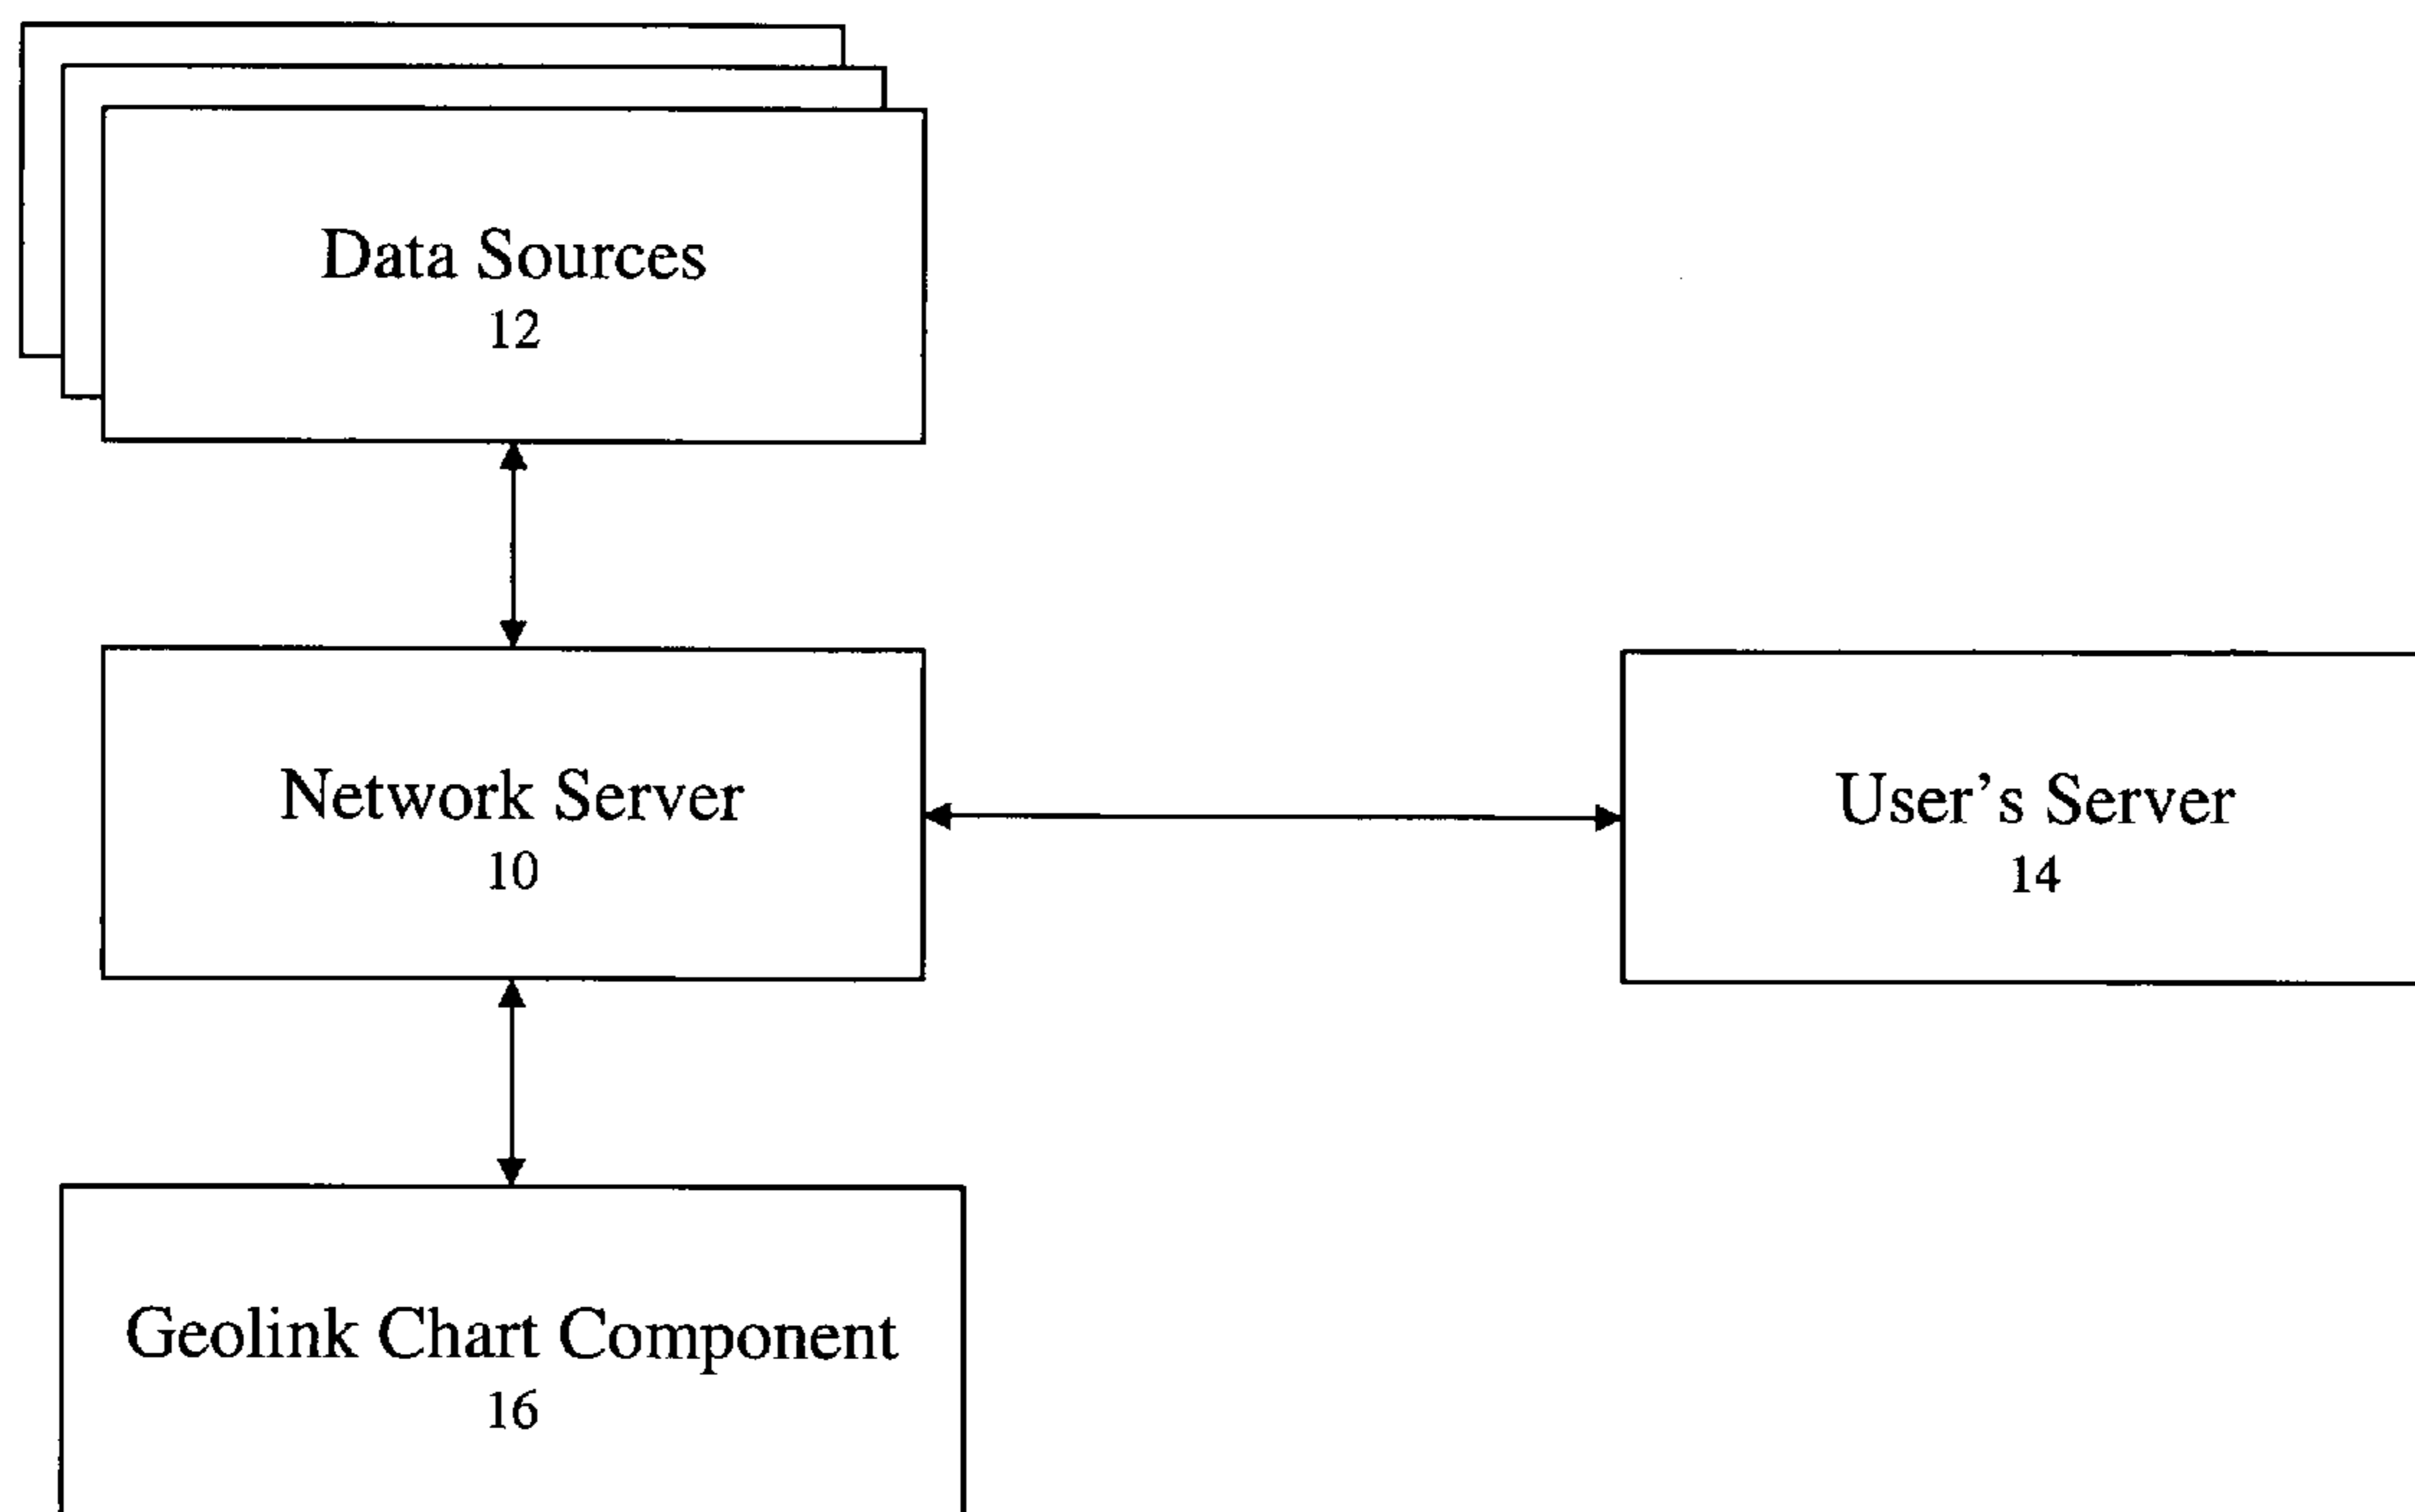 Data Sources
12
Network Server
10
User's Server
14
Geolink Chart Component
16